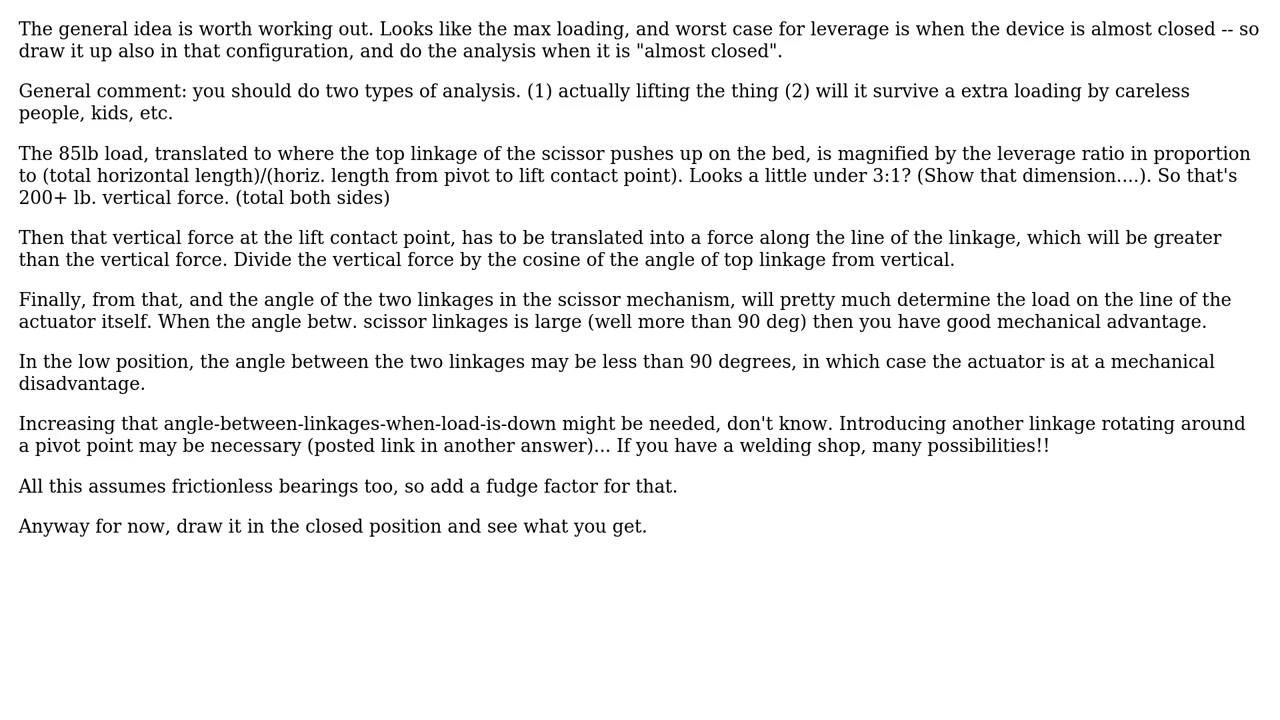 The general idea is worth working out. Looks like the max loading, and worst case for leverage is when the device is almost closed -- so
draw it up also in that configuration, and do the analysis when it is "almost closed".
General comment: you should do two types of analysis. (1) actually lifting the thing (2) will it survive a extra loading by careless
people, kids, etc.
The 85lb load, translated to where the top linkage of the scissor pushes up on the bed, is magnified by the leverage ratio in proportion
to (total horizontal length)/(horiz. length from pivot to lift contact point). Looks a little under 3:1? (Show that dimension....). So that's
200+ lb. vertical force. (total both sides)
Then that vertical force at the lift contact point, has to be translated into a force along the line of the linkage, which will be greater
than the vertical force. Divide the vertical force by the cosine of the angle of top linkage from vertical.
Finally, from that, and the angle of the two linkages in the scissor mechanism, will pretty much determine the load on the line of the
actuator itself. When the angle betw. scissor linkages is large (well more than 90 deg) then you have good mechanical advantage.
In the low position, the angle between the two linkages may be less than 90 degrees, in which case the actuator is at a mechanical
disadvantage.
Increasing that angle-between-linkages-when-load-is-down might be needed, don't know. Introducing another linkage rotating around
a pivot point may be necessary (posted link in another answer)... If you have a welding shop, many possibilities!!
All this assumes frictionless bearings too, so add a fudge factor for that.
Anyway for now, draw it in the closed position and see what you get.